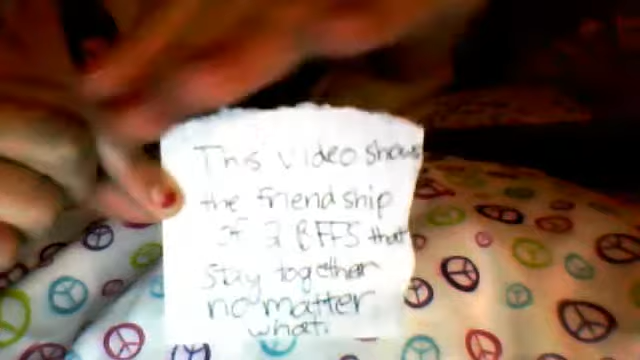 This video shows
the friendship
of 2 BFFS that
stay together
no matter
what.